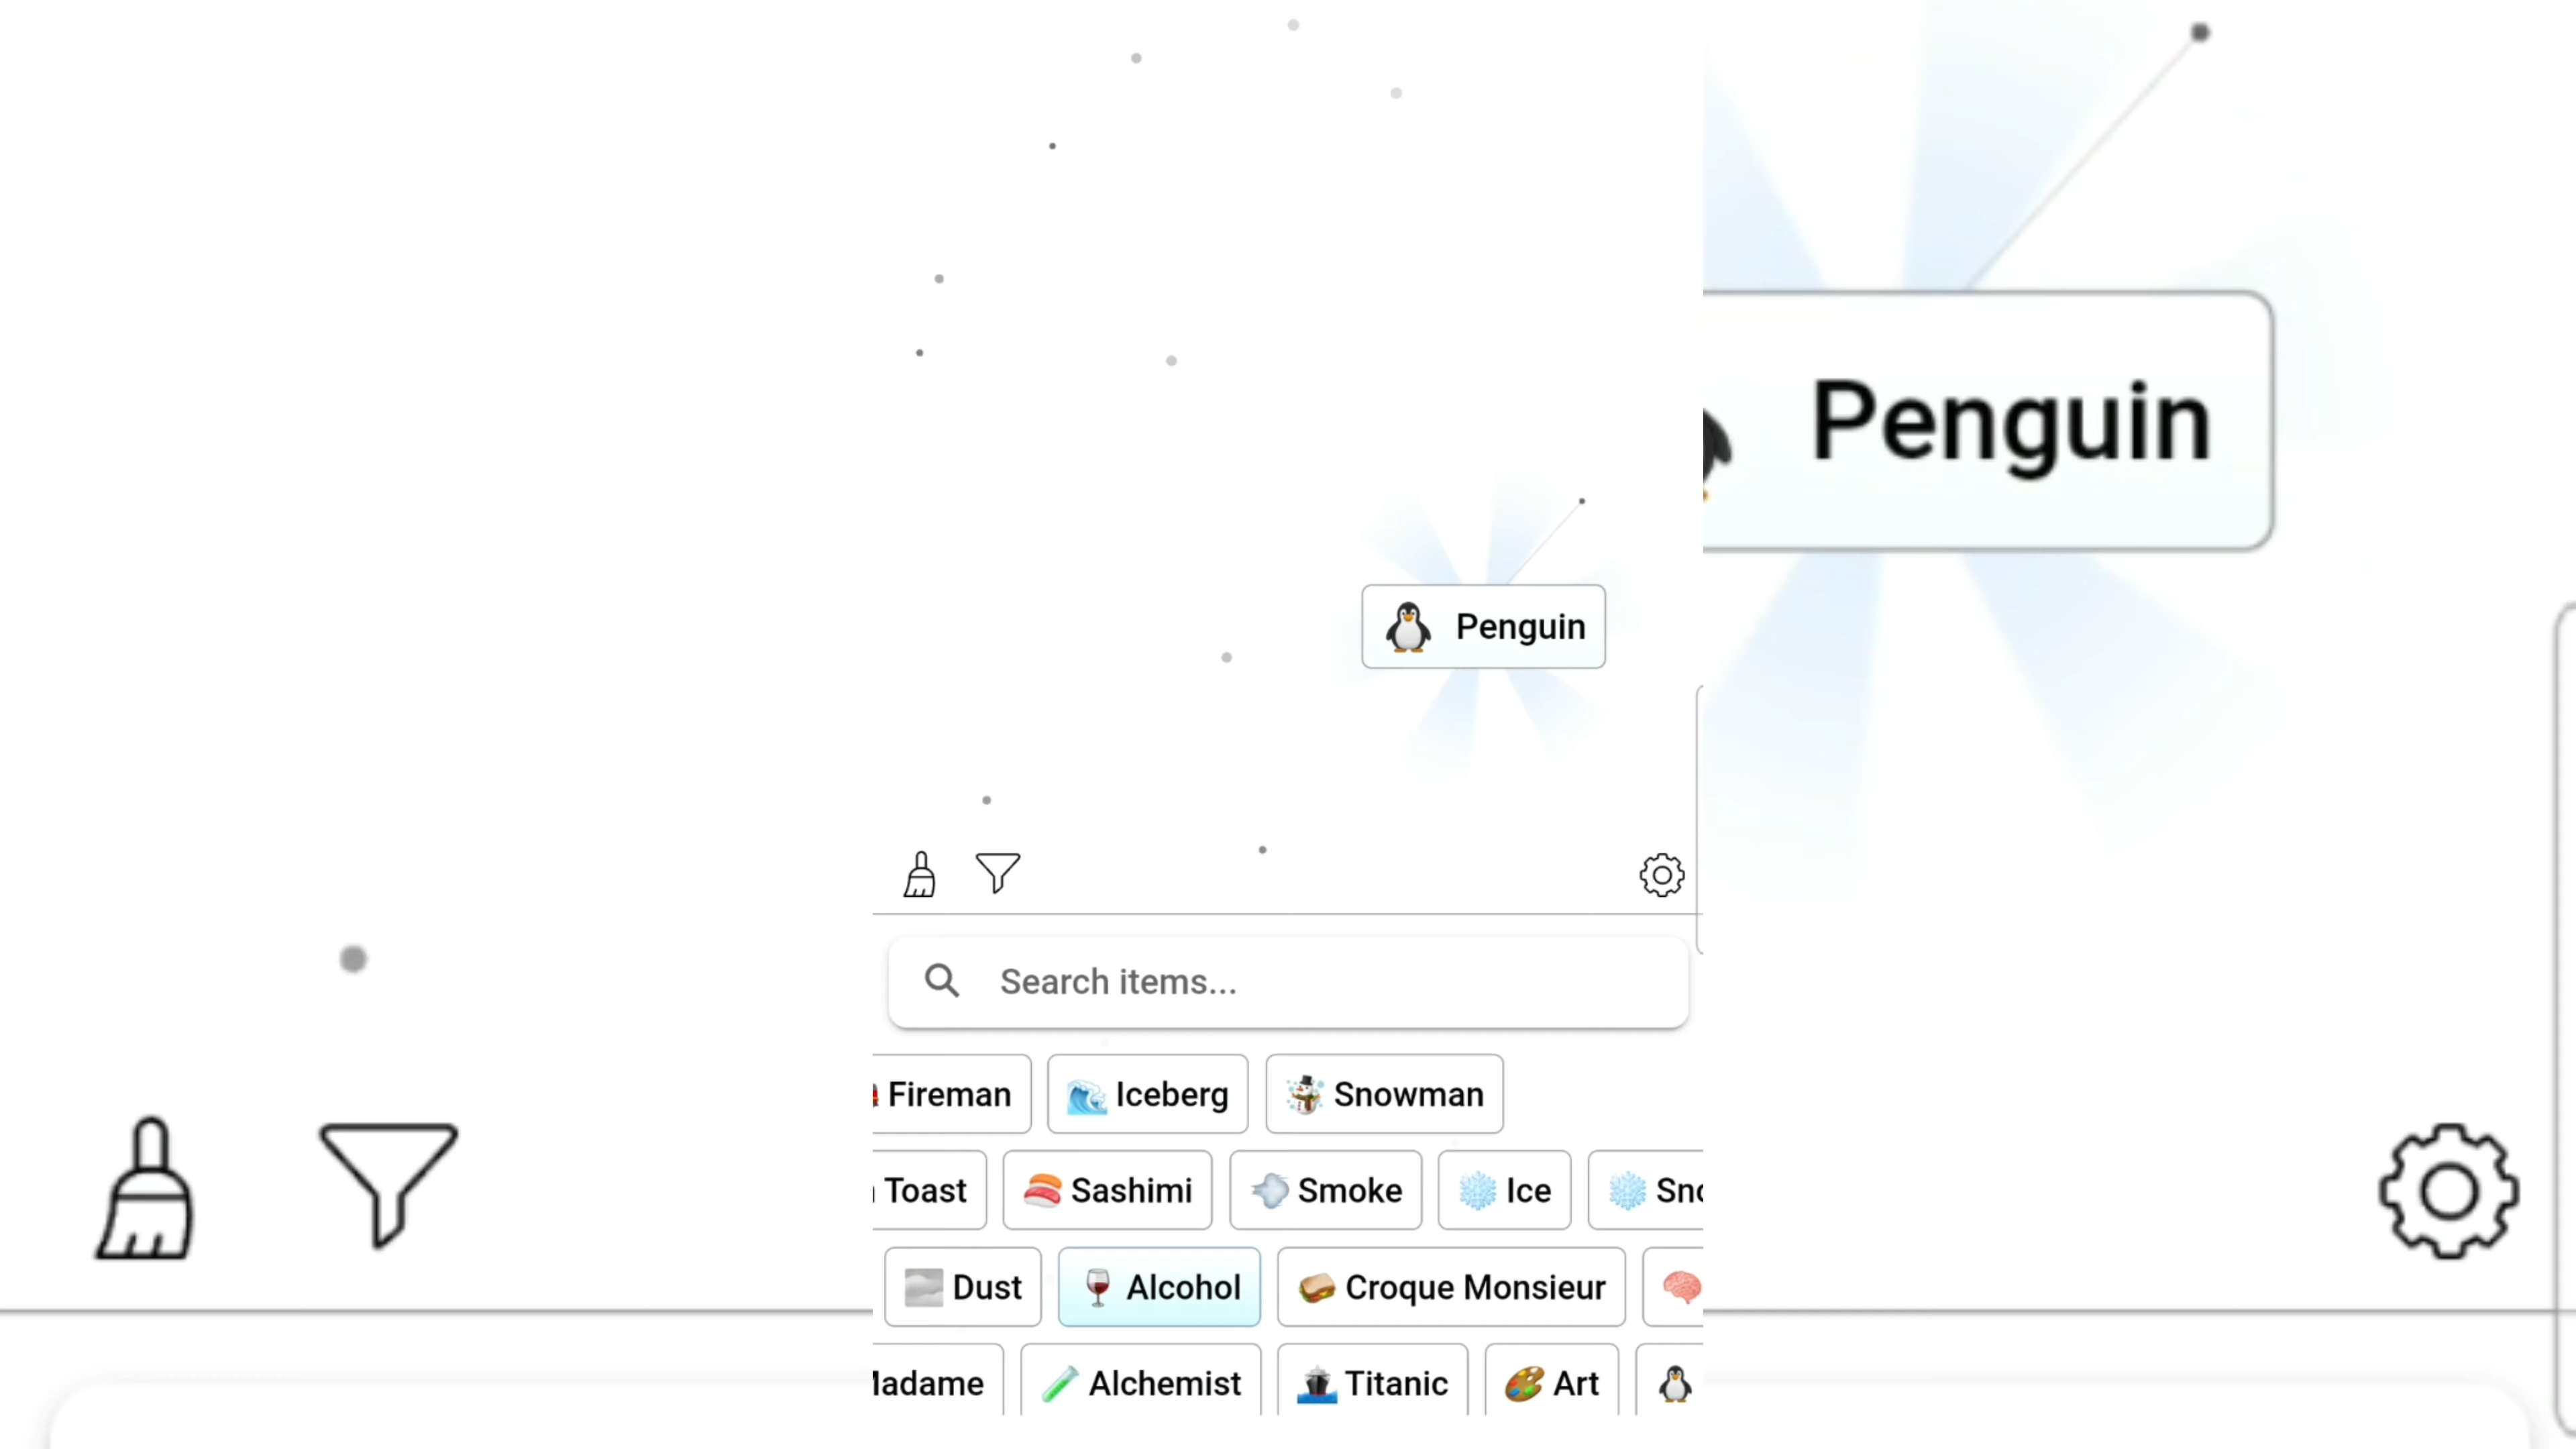 Penguin
Penguin
Search items...
Fireman
Iceberg
Snowman
Toast
Sashimi
Smoke
Ice
Dust
Alcohol
Croque Monsieur
Alchemist
Titanic
Art